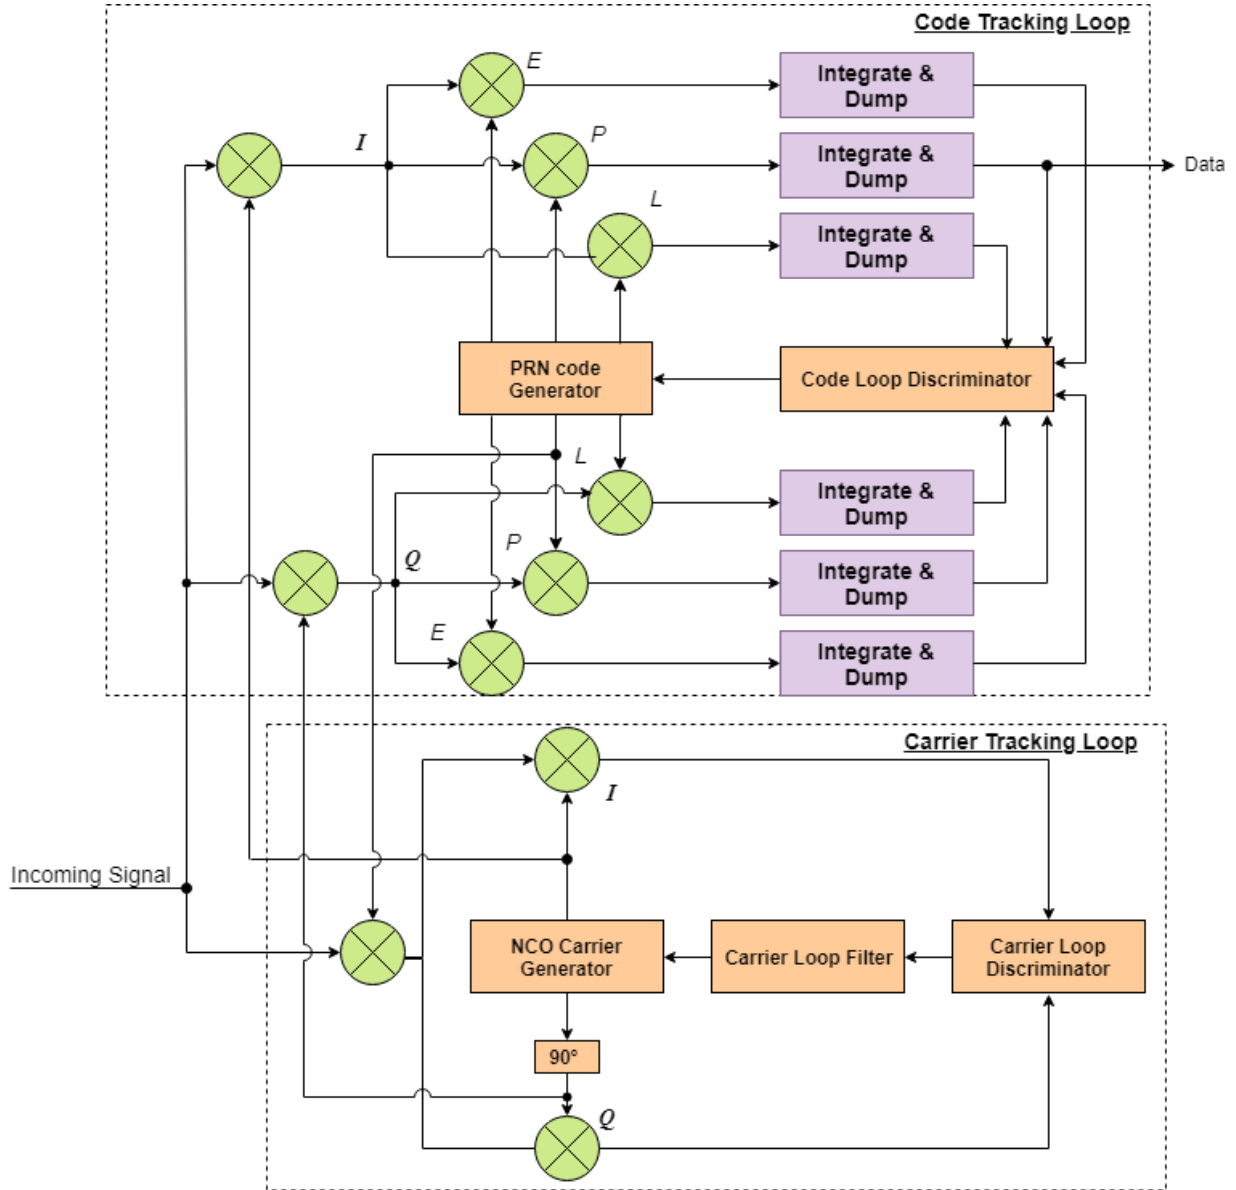 Code Tracking Loop
E
Integrate &
Dump
I
P
Integrate &
Dump
Data
L
Integrate &
Dump
PRN code
Generator
Code Loop Discriminator
L
Integrate &
Dump
Q
P
Integrate &
Dump
E
Integrate &
Dump
Carrier Tracking Loop
I
Incoming Signal
NCO Carrier
Generator
Carrier Loop Filter
Carrier Loop
Discriminator
90º
Q